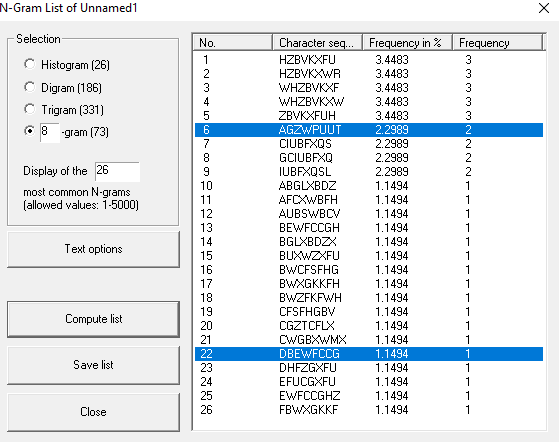 N-Gram List of Unnamed1
Selection
Histogram (26)
Digram (186)
Trigram (331)
8 -gram (73)
Display of the 26
most common N-grams
(allowed values: 1-5000)
Text options
Compute list
Save list
Close
No. Character seq... Frequency in % Frequency
1 HZBVKXFU 3.4483 3
2 HZBVKXWR 3.4483 3
3 WHZBVKXF 3.4483 3
4 WHZBVKXW 3.4483 3
5 ZBVKXFUH 3.4483 3
6 AGZWPUUT 2.2989 2
7 CIUBFXQS 2.2989 2
8 GCIUBFXQ 2.2989 2
9 IUBFXQSL 2.2989 2
10 ABGLXBDZ 1.1494 1
11 AFCXWBFH 1.1494 1
12 AUBSWBCV 1.1494 1
13 BEWFCCGH 1.1494 1
14 BGLXBDZX 1.1494 1
15 BUXWZXFU 1.1494 1
16 BWCFSFHG 1.1494 1
17 BWXGKKFH 1.1494 1
18 BWZFKFWH 1.1494 1
19 CFSFHGBV 1.1494 1
20 CGZTCFLX 1.1494 1
21 CWGBXWMX 1.1494 1
22 DBEWFCCG 1.1494 1
23 DHFZGXFU 1.1494 1
24 EFUCGXFU 1.1494 1
25 EWFCCGHZ 1.1494 1
26 FBWXGKKF 1.1494 1